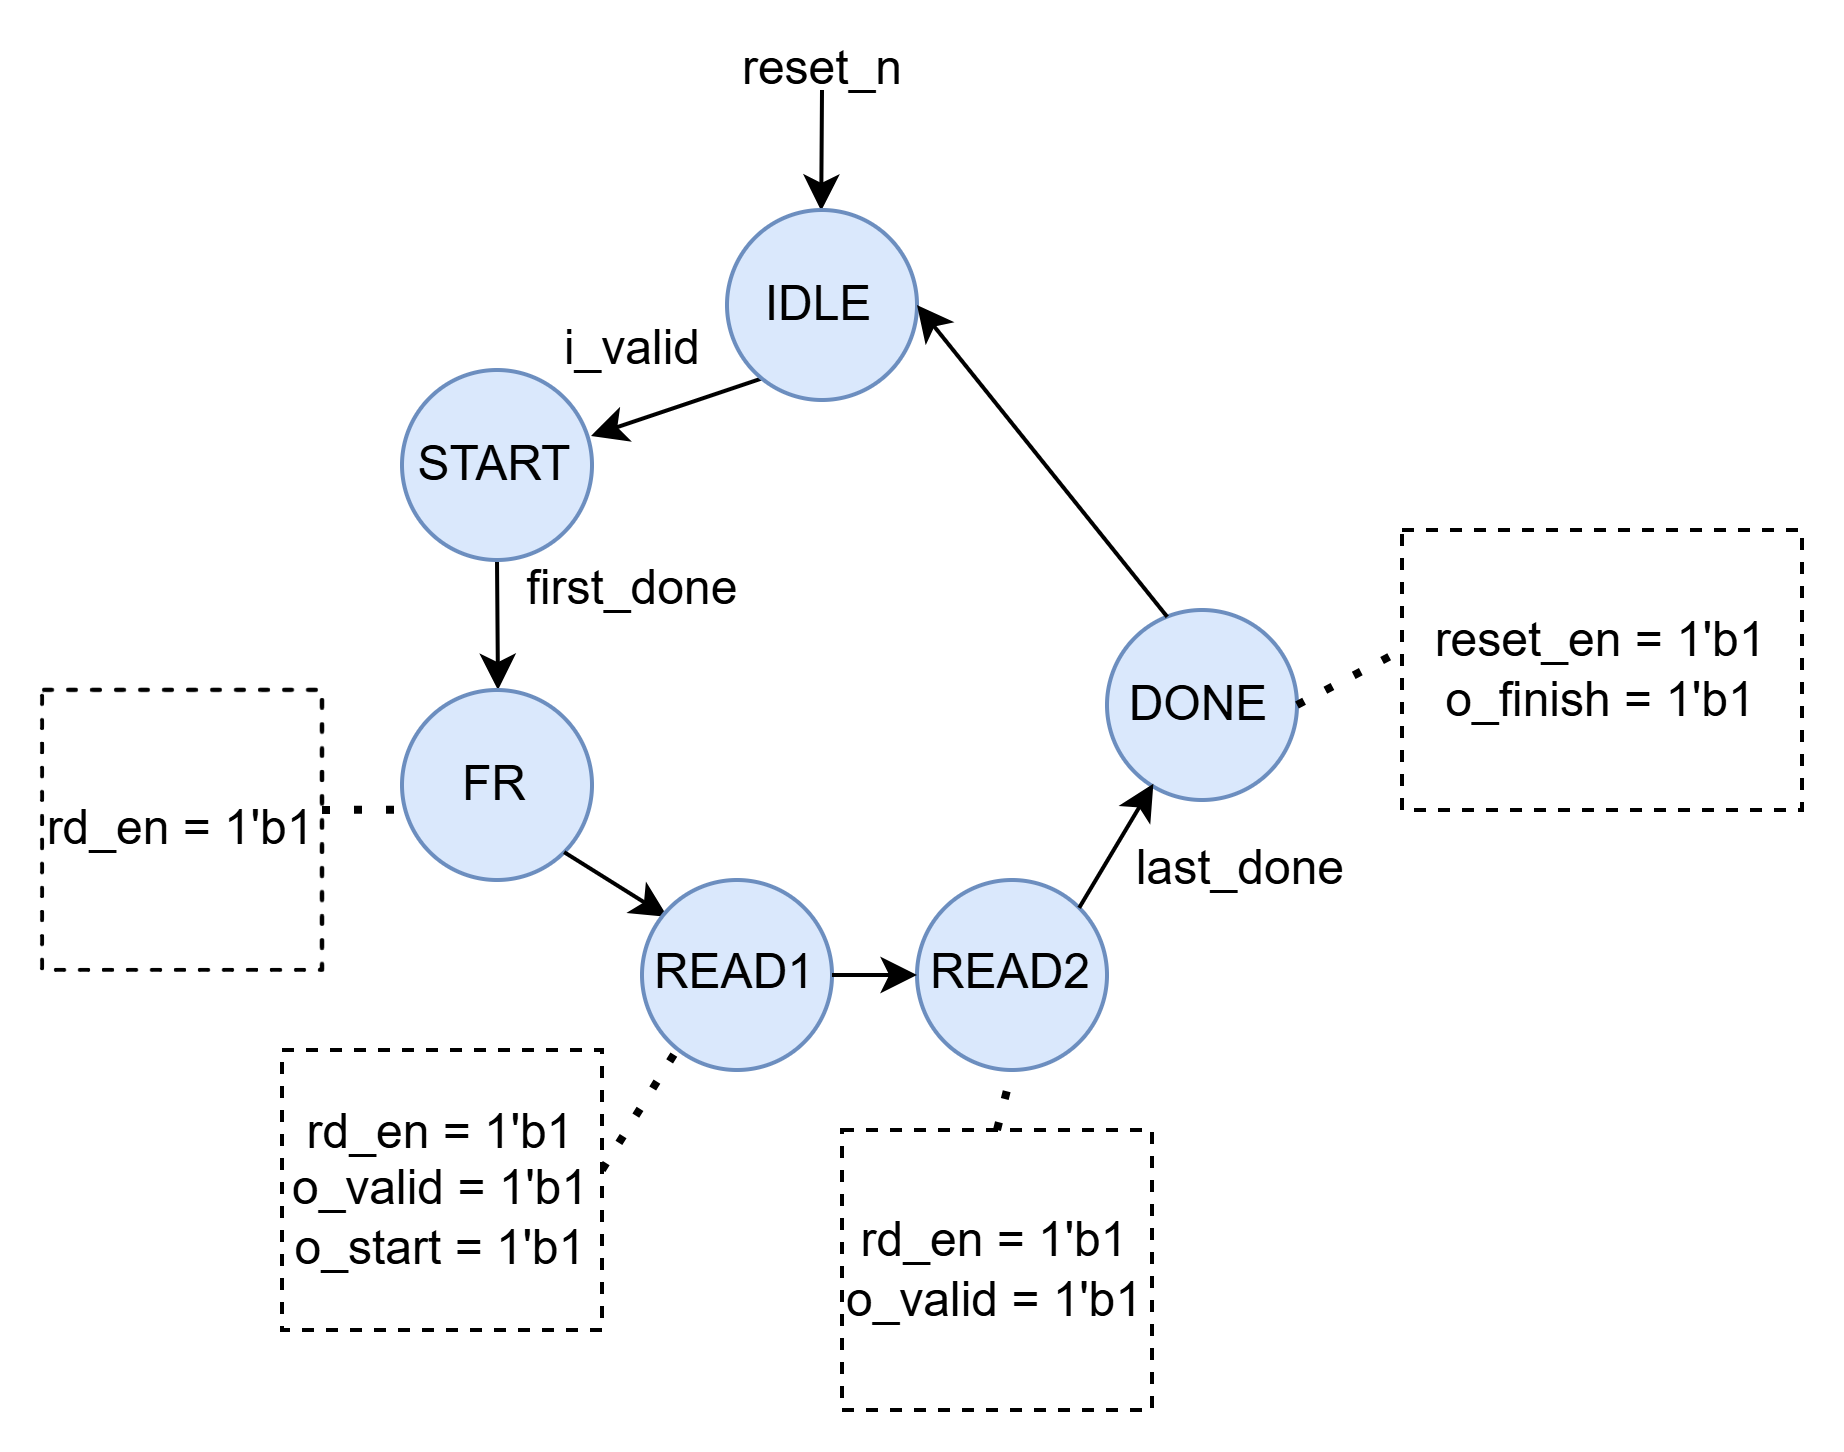 reset_n
IDLE
i_valid
START
first_done
FR
rd_en = 1'b1
READ1
rd_en = 1'b1
o_valid = 1'b1
o_start = 1'b1
READ2
rd_en = 1'b1
o_valid = 1'b1
last_done
DONE
reset_en = 1'b1
o_finish = 1'b1